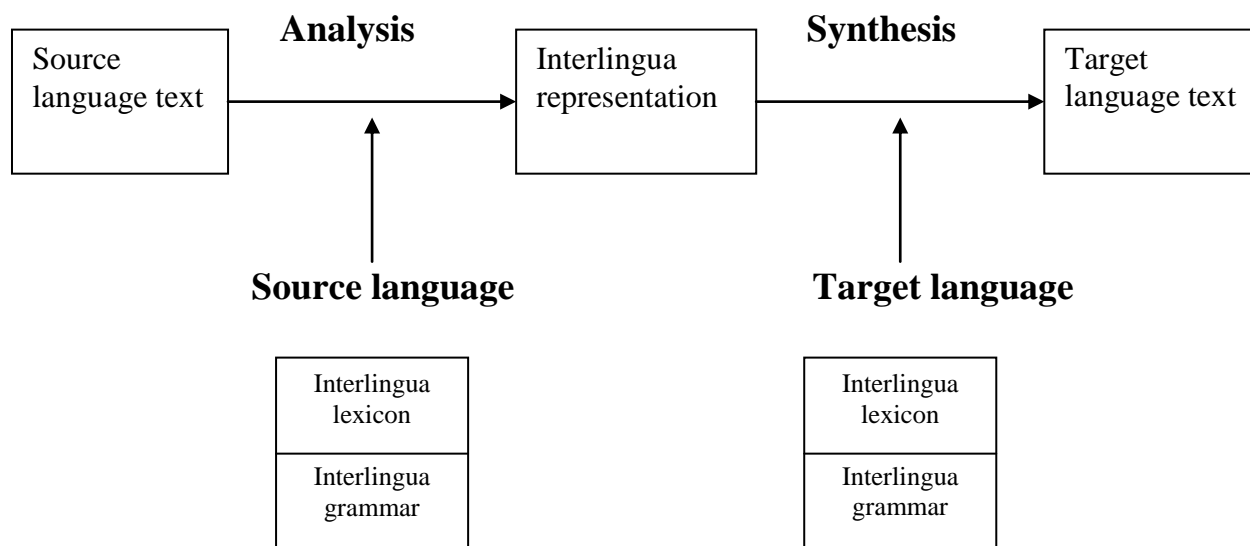 Analysis
Synthesis
Source
language text
Interlingua
representation
Target
language text
Source language
Target language
Interlingua
lexicon
Interlingua
grammar
Interlingua
lexicon
Interlingua
grammar